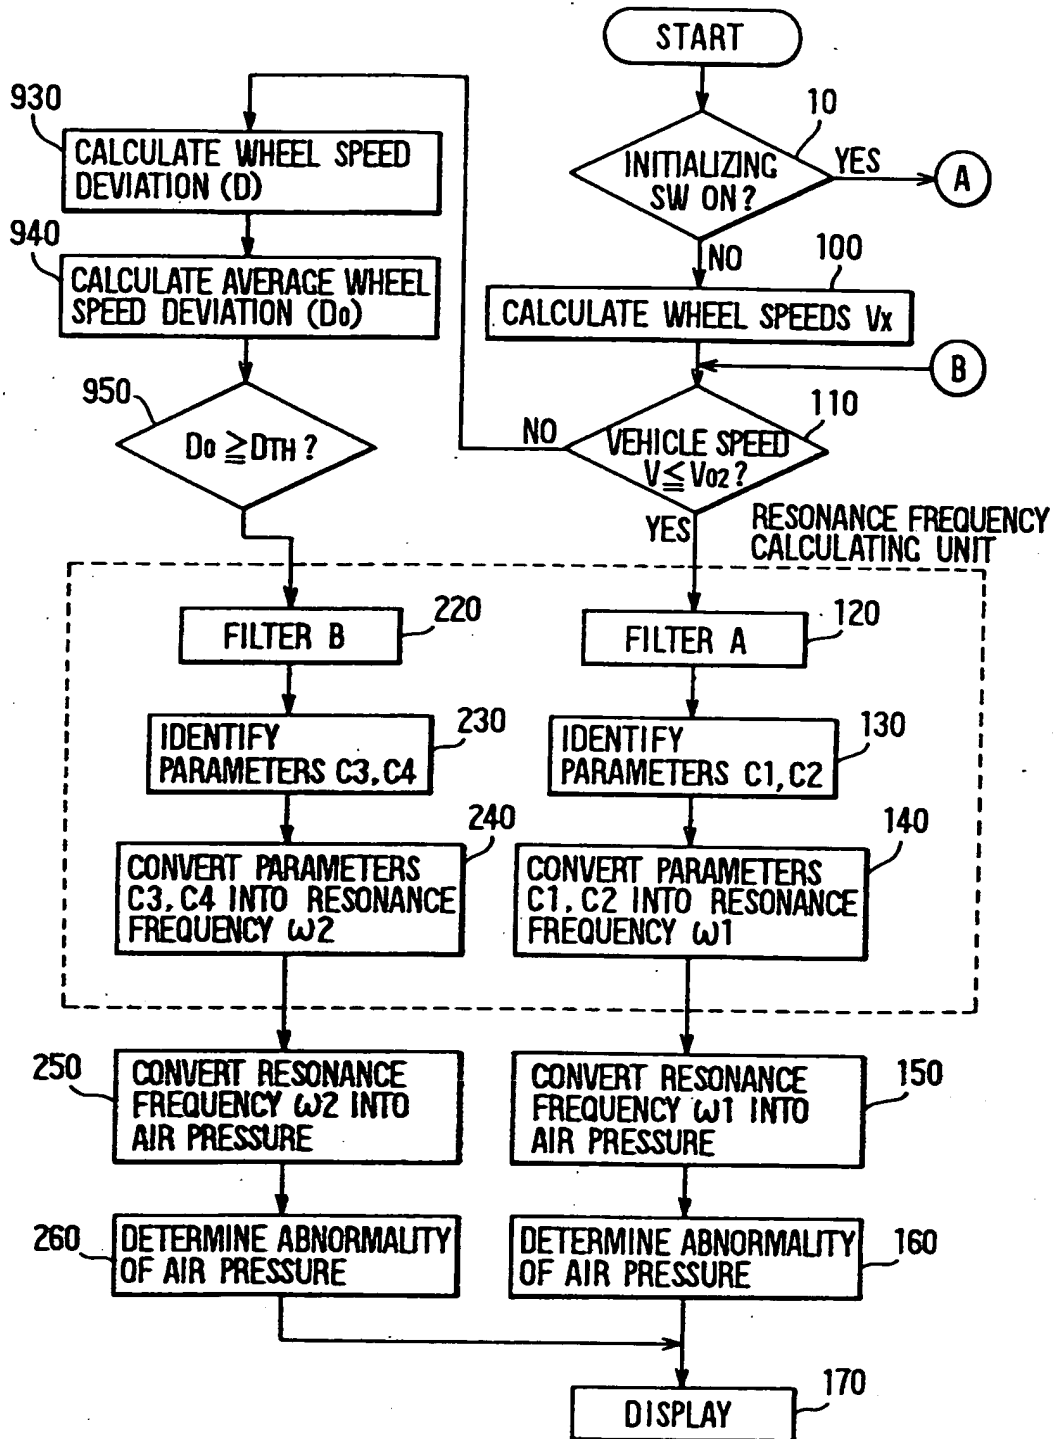 START
10
INITIALIZING
SW ON?
YES
A
NO
100
CALCULATE WHEEL SPEEDS Vx
B
110
VEHICLE SPEED
V≦V02?
NO
YES
930
CALCULATE WHEEL SPEED
DEVIATION (D)
940
CALCULATE AVERAGE WHEEL
SPEED DEVIATION (D0)
950
D0 ≧ DTH ?
RESONANCE FREQUENCY
CALCULATING UNIT
FILTER B
220
FILTER A
120
IDENTIFY
PARAMETERS C3, C4
230
IDENTIFY
PARAMETERS C1, C2
130
CONVERT PARAMETERS
C3, C4 INTO RESONANCE
FREQUENCY ω2
240
CONVERT PARAMETERS
C1, C2 INTO RESONANCE
FREQUENCY ω1
140
250
CONVERT RESONANCE
FREQUENCY ω2 INTO
AIR PRESSURE
CONVERT RESONANCE
FREQUENCY ω1 INTO
AIR PRESSURE
150
260
DETERMINE ABNORMALITY
OF AIR PRESSURE
DETERMINE ABNORMALITY
OF AIR PRESSURE
160
DISPLAY
170